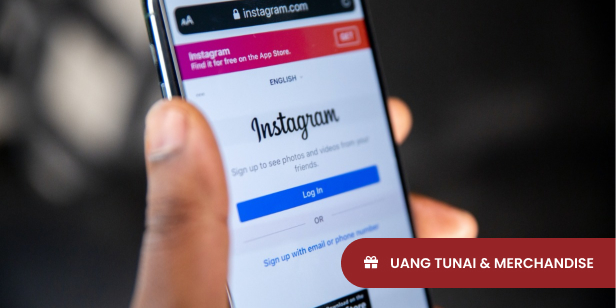 AA instagram.com
Instagram
Find it for free on the App Store.
GET
ENGLISH
Instagram
Sign up to see photos and videos from your
friends.
Log In
OR
Sign up with email or phone number
UANG TUNAI & MERCHANDISE